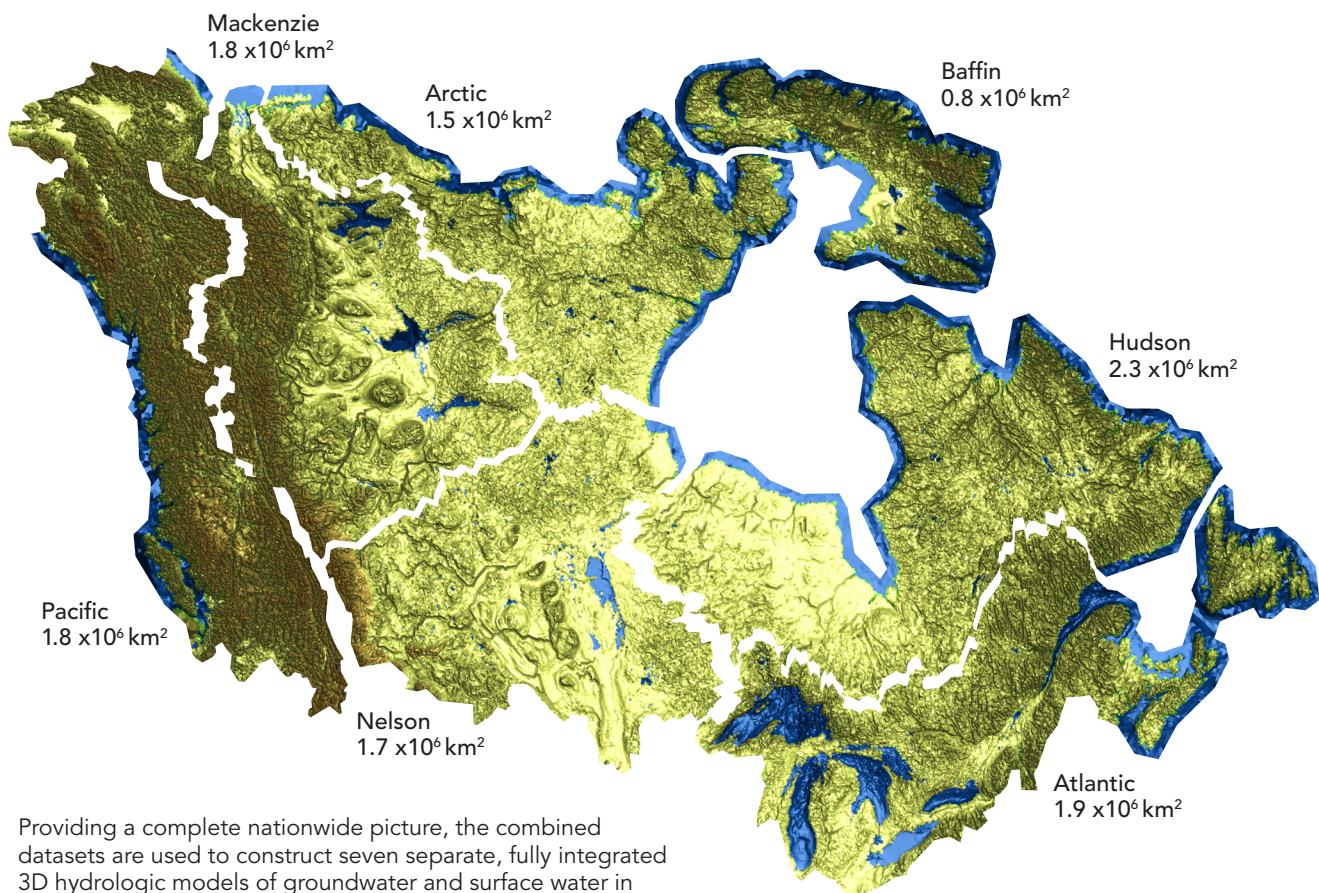 Mackenzie
1.8 x10⁶ km²
Arctic
1.5 x10⁶ km²
Baffin
0.8 x10⁶ km²
Hudson
2.3 x10⁶ km²
Pacific
1.8 x10⁶ km²
Nelson
1.7 x10⁶ km²
Atlantic
1.9 x10⁶ km²
Providing a complete nationwide picture, the combined
datasets are used to construct seven separate, fully integrated
3D hydrologic models of groundwater and surface water in